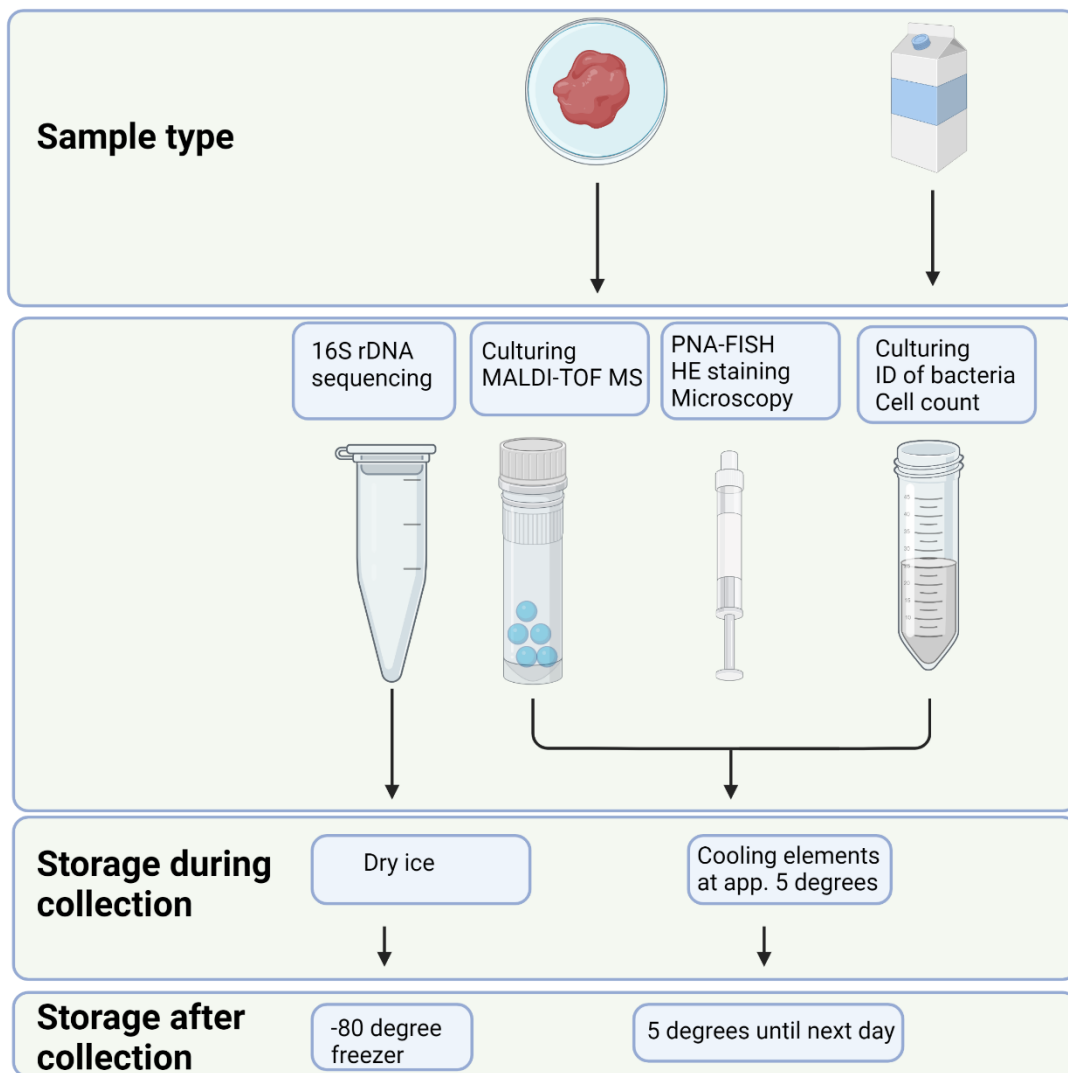 Sample type
16S rDNA
sequencing
Culturing
MALDI-TOF MS
PNA-FISH
HE staining
Microscopy
Culturing
ID of bacteria
Cell count
Storage during
collection
Dry ice
Cooling elements
at app. 5 degrees
Storage after
collection
-80 degree
freezer
5 degrees until next day